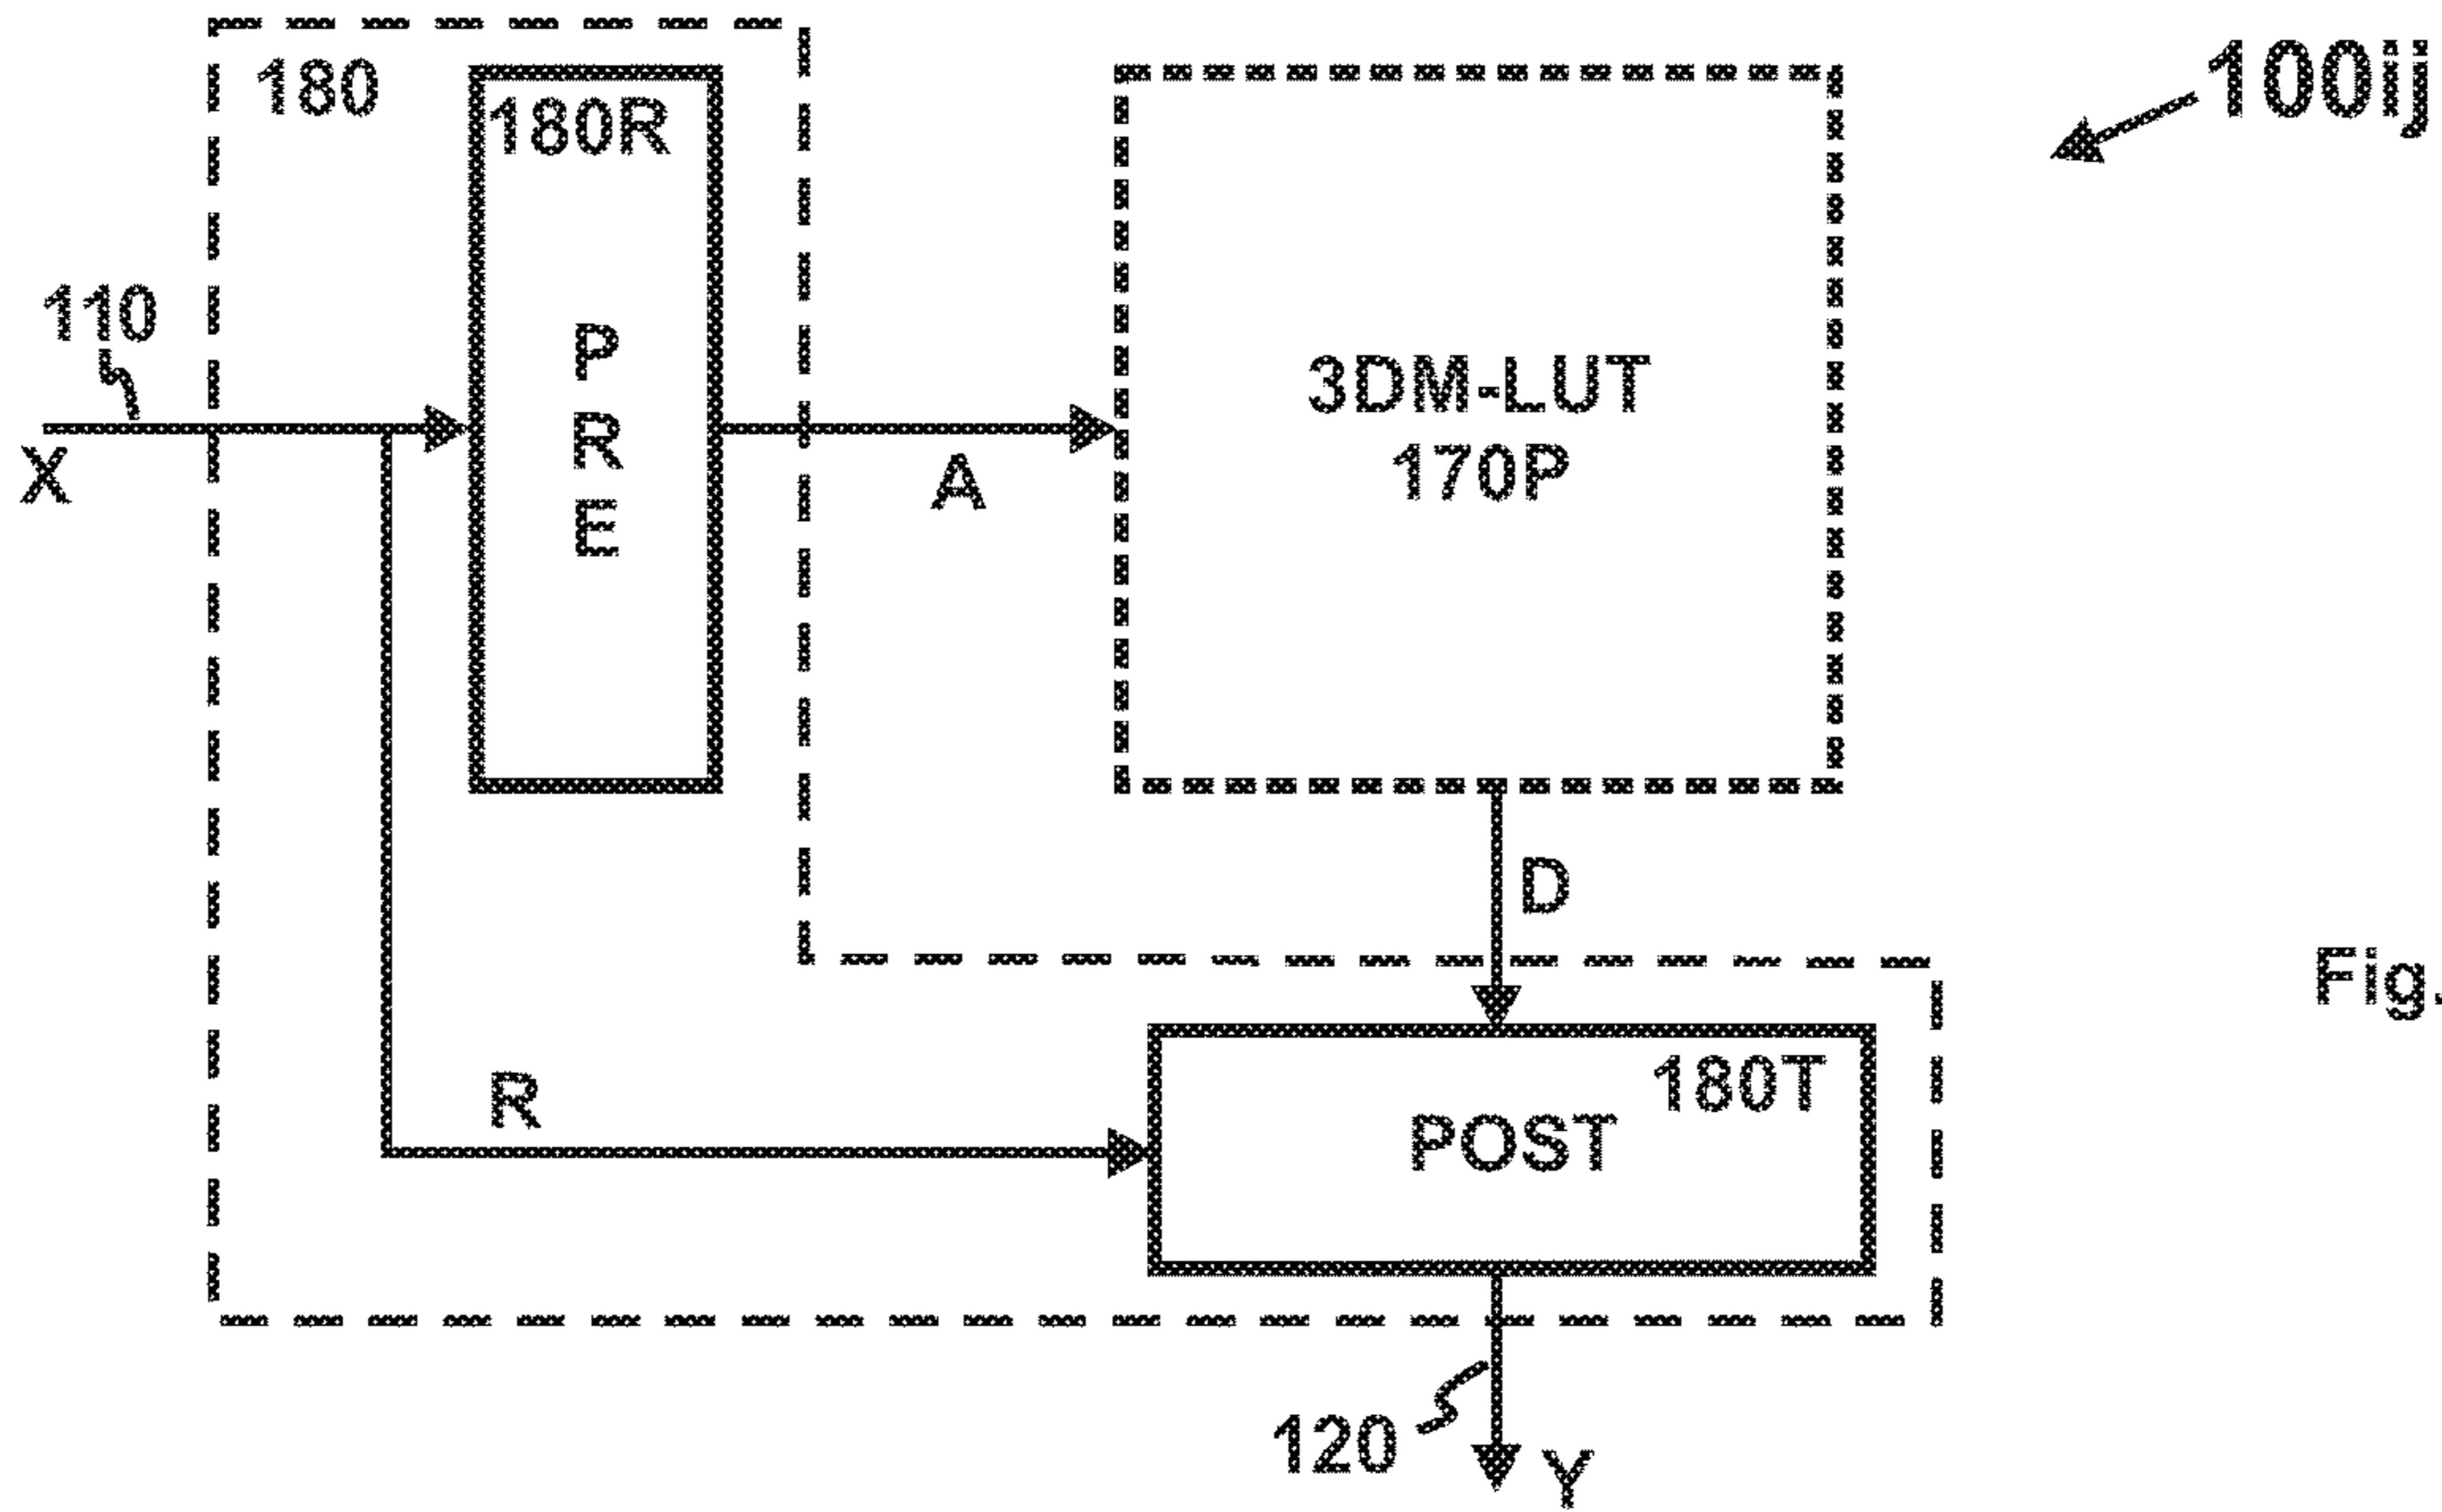 180
180R
100ij
110
P
R
E
3DM-LUT
170P
X
A
D
Fig.
R
180T
POST
120
Y